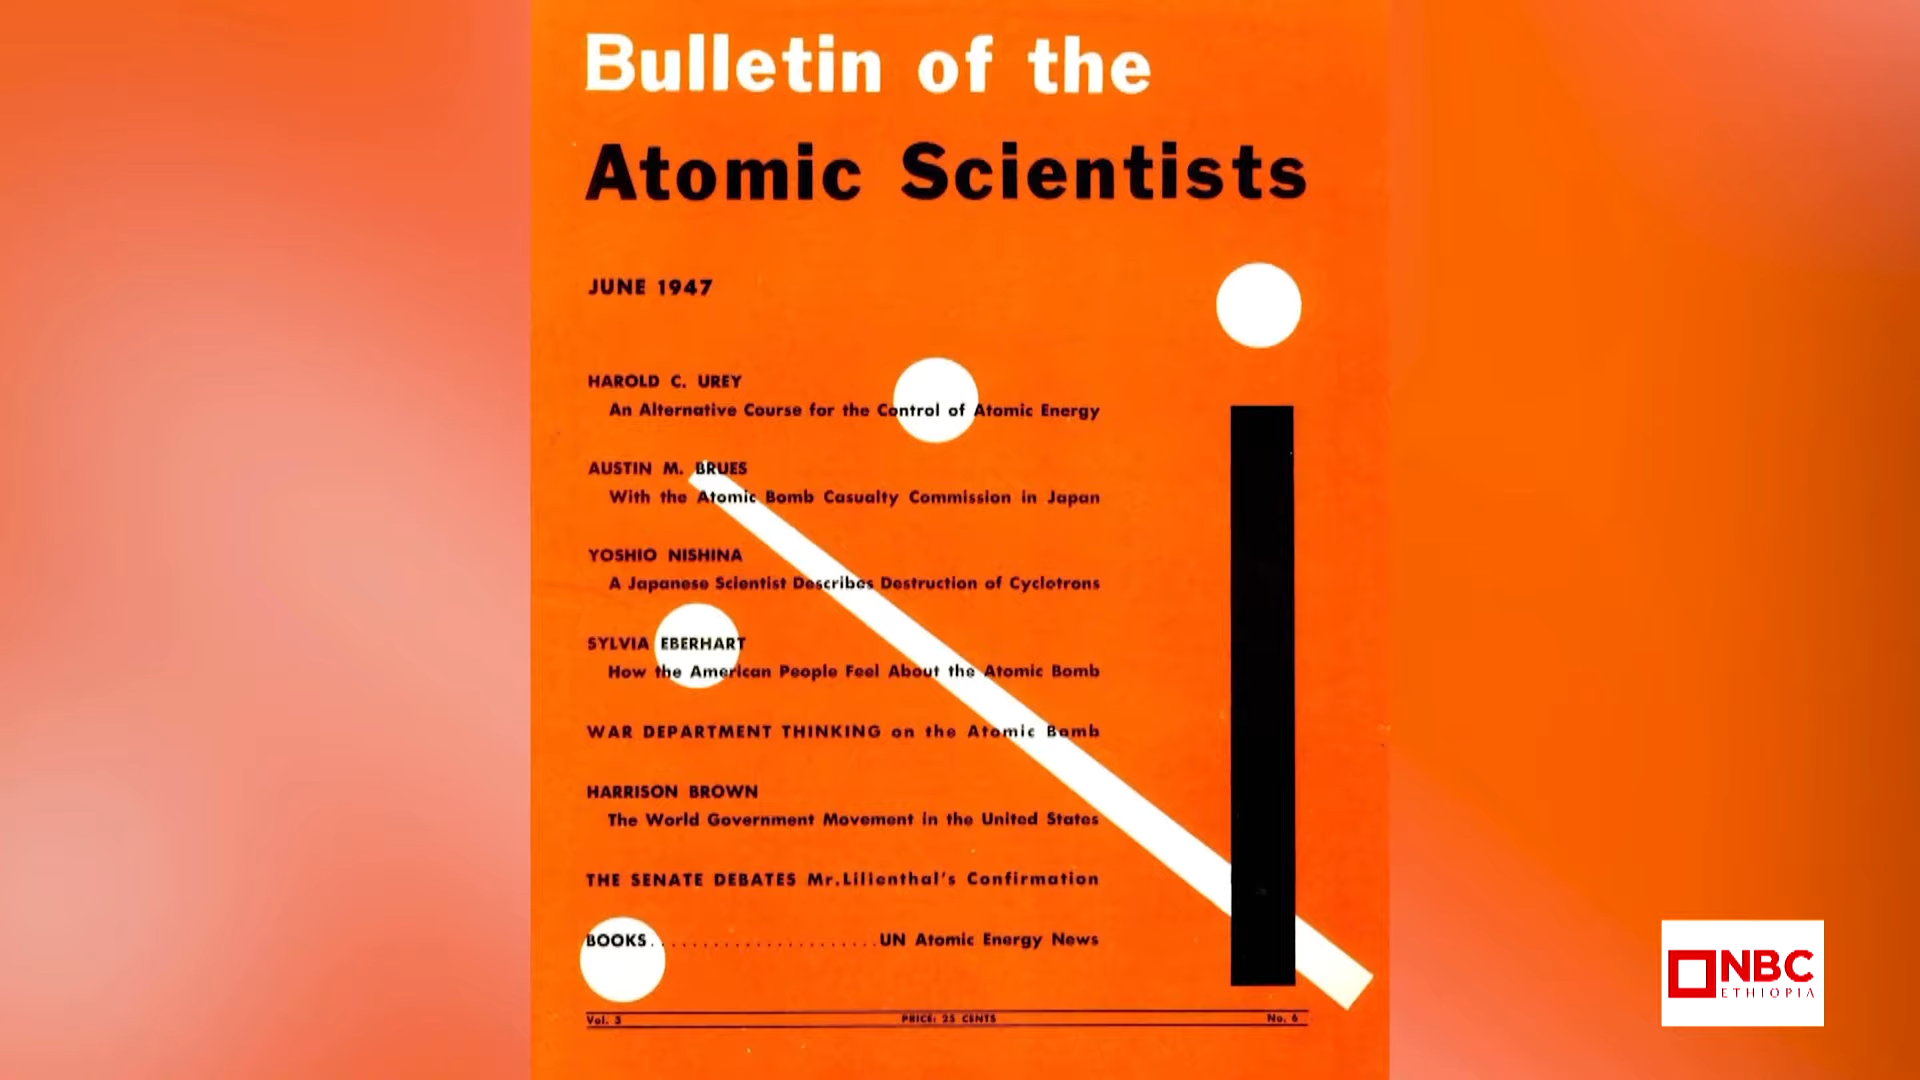 Bulletin of the
Atomic Scientists
JUNE 1947
HAROLD C. UREY
An Alternative Course for the Control of Atomic Energy
AUSTIN M. BRUES
With the Atomic Bomb Casualty Commission in Japan
YOSHIO NISHINA
A Japanese Scientist Describes Destruction of Cyclotrons
SYLVIA EBERHART
How the American People Feel About the Atomic Bomb
WAR DEPARTMENT THINKING on the Atomic Bomb
HARRISON BROWN
The World Government Movement in the United States
THE SENATE DEBATES Mr.Lilienthal's Confirmation
BOOKS......................UN Atomic Energy News
Vol. 3 PRICE: 25 CENTS No. 6
NBC
ETHIOPIA